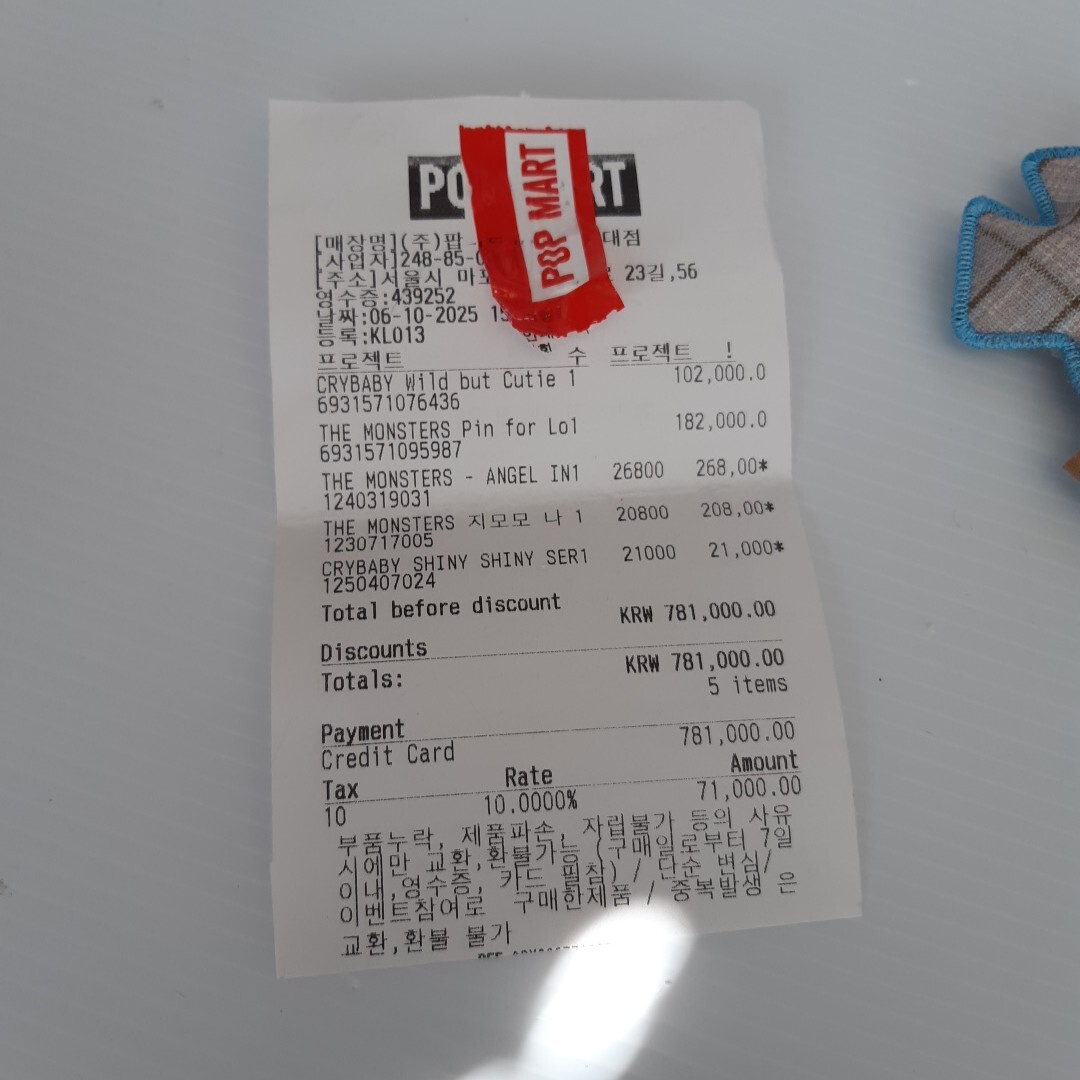 PO RT
POP MART
[매장명](주)팝 대점
[사업자]248-85-0
[주소]서울시 마포 23길,56
영수증:439252
날짜:06-10-2025 15
등록:KL013
프로젝트 수 프로젝트 !
CRYBABY Wild but Cutie 1 102,000.0
6931571076436
THE MONSTERS Pin for Lo1 182,000.0
6931571095987
THE MONSTERS - ANGEL IN1 26800 268,00*
1240319031
THE MONSTERS 지모모 나 1 20800 208,00*
1230717005
CRYBABY SHINY SHINY SER1 21000 21,000*
1250407024
Total before discount KRW 781,000.00
Discounts
Totals: KRW 781,000.00
5 items
Payment
Credit Card 781,000.00
Tax Rate Amount
10 10.0000% 71,000.00
부품누락, 제품파손, 자립불가 등의 사유
시에만 교환,환불가능 (구매일로부터 7일
이내,영수증, 카드 필참) / 단순 변심/
이벤트참여로 구매한제품 / 중복발생 은
교환,환불 불가